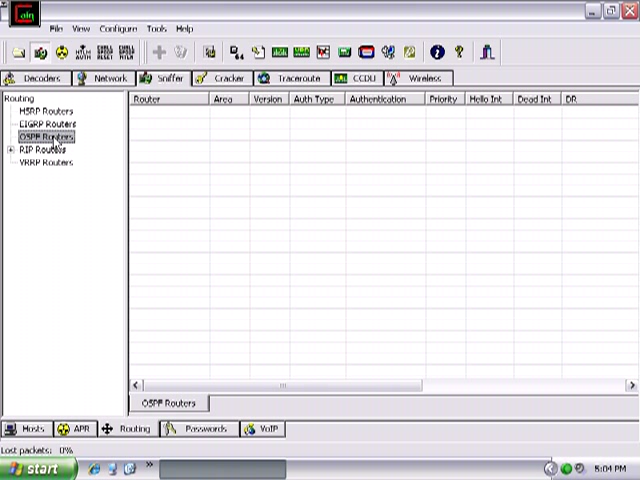 Cain
File View Configure Tools Help
Decoders Network Sniffer Cracker Traceroute CCDU Wireless
Routing
HSRP Routers
EIGRP Routers
OSPF Routers
RIP Routers
VRRP Routers
Router Area Version Auth Type Authentication Priority Hello Int Dead Int DR
OSPF Routers
Hosts APR Routing Passwords VoIP
Lost packets: 0%
start
5:04 PM